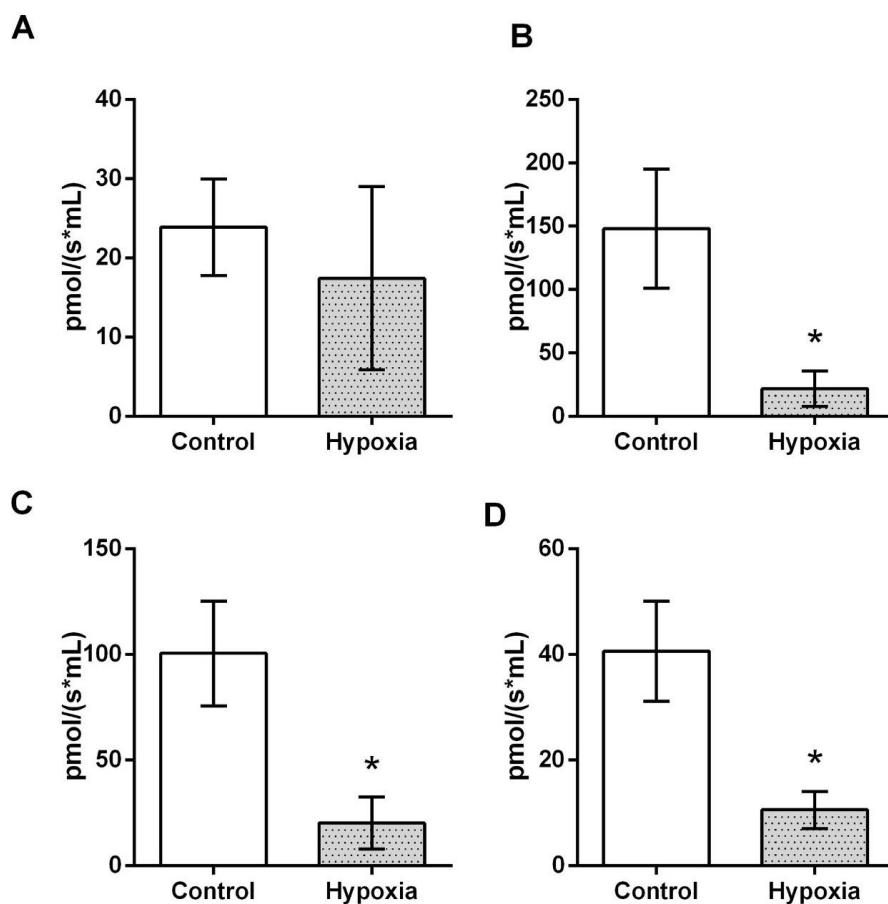 A
pmol/(s*mL)
40
30
20
10
0
Control Hypoxia
B
pmol/(s*mL)
250
200
150
100
50
0
*
Control Hypoxia
C
pmol/(s*mL)
150
100
50
0
*
Control Hypoxia
D
pmol/(s*mL)
60
40
20
0
*
Control Hypoxia